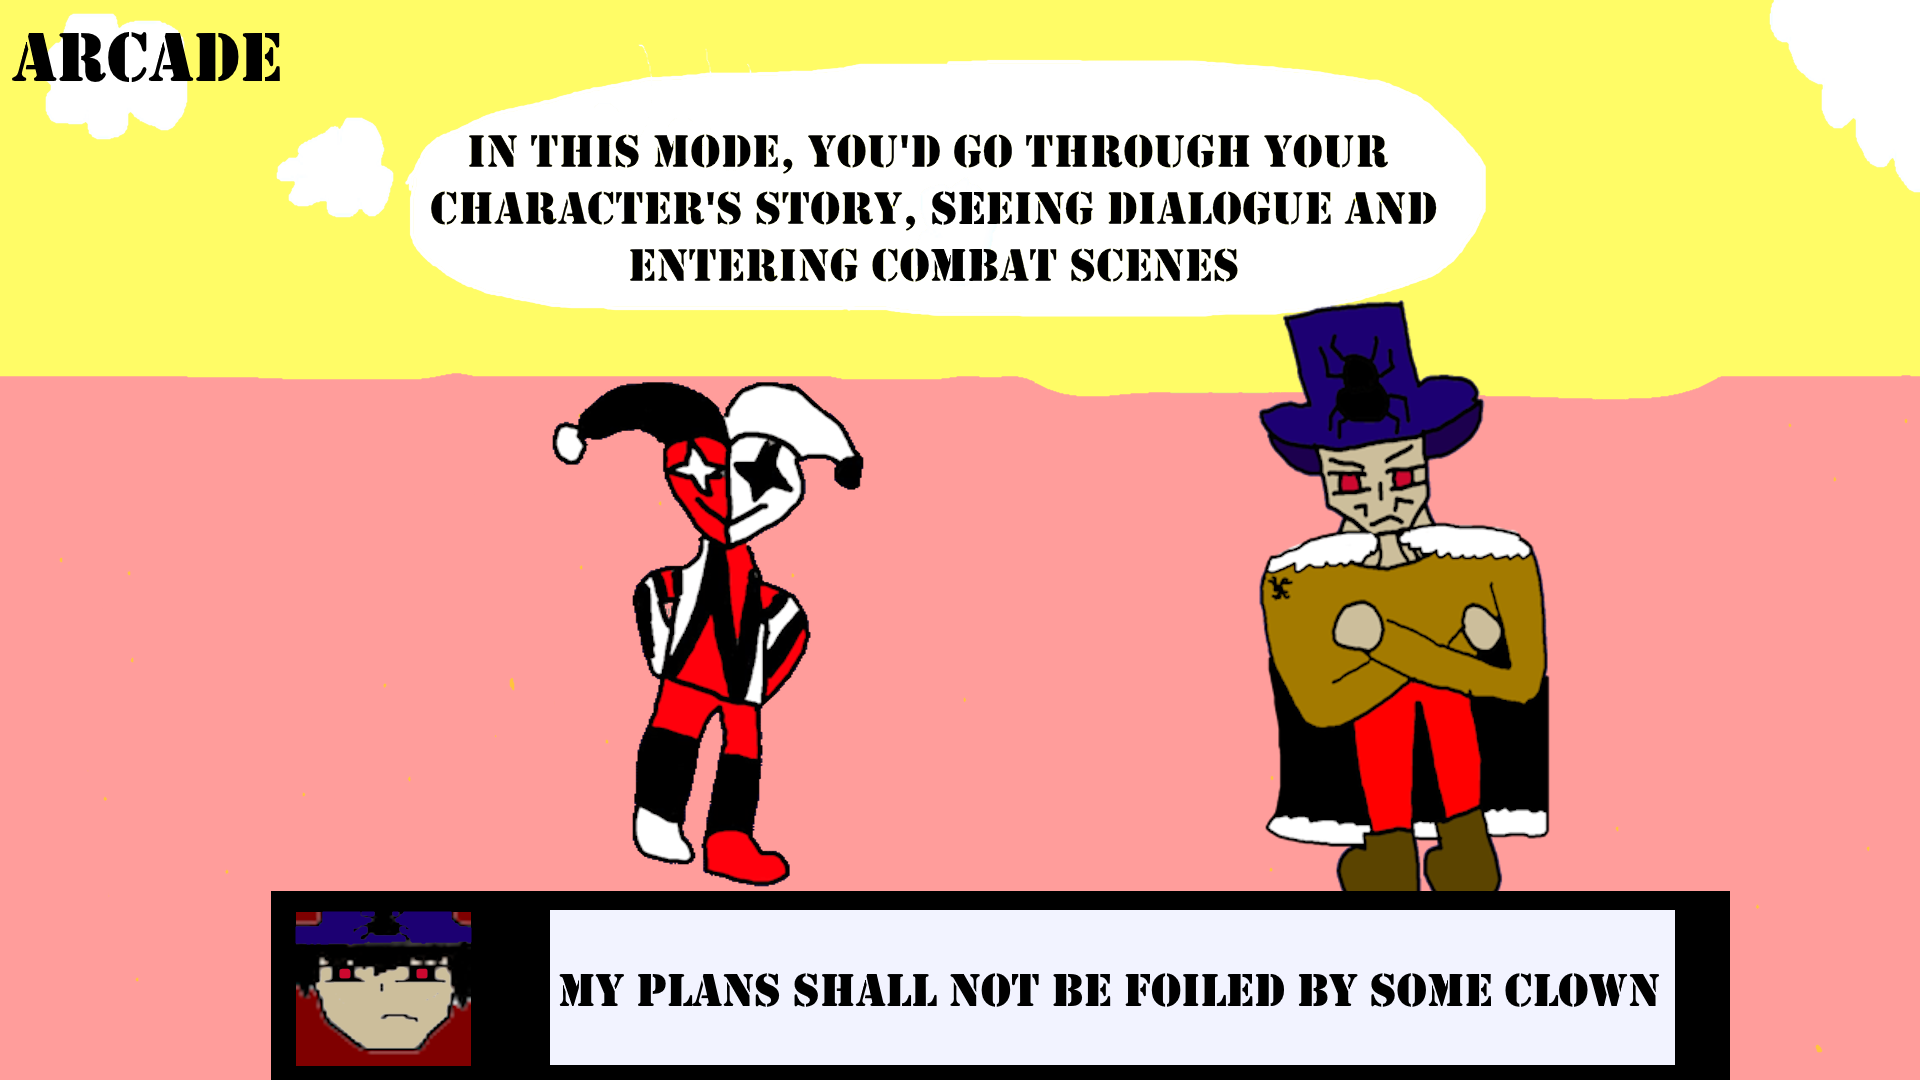 ARCADE
IN THIS MODE, YOU'D GO THROUGH YOUR
CHARACTER'S STORY, SEEING DIALOGUE AND
ENTERING COMBAT SCENES
MY PLANS SHALL NOT BE FOILED BY SOME CLOWN